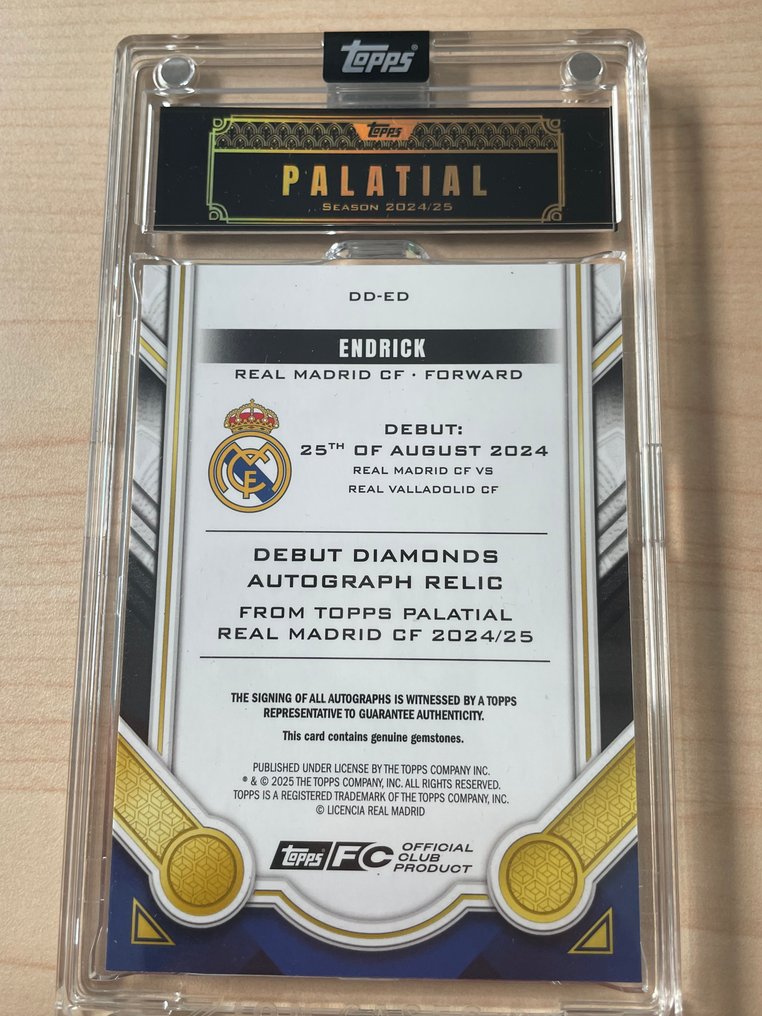 Topps
Topps
PALATIAL
SEASON 2024/25
DD-ED
ENDRICK
REAL MADRID CF · FORWARD
DEBUT:
25TH OF AUGUST 2024
REAL MADRID CF VS
REAL VALLADOLID CF
DEBUT DIAMONDS
AUTOGRAPH RELIC
FROM TOPPS PALATIAL
REAL MADRID CF 2024/25
THE SIGNING OF ALL AUTOGRAPHS IS WITNESSED BY A TOPPS
REPRESENTATIVE TO GUARANTEE AUTHENTICITY.
This card contains genuine gemstones.
PUBLISHED UNDER LICENSE BY THE TOPPS COMPANY INC.
® & © 2025 THE TOPPS COMPANY, INC. ALL RIGHTS RESERVED.
TOPPS IS A REGISTERED TRADEMARK OF THE TOPPS COMPANY, INC.
© LICENCIA REAL MADRID
Topps FC OFFICIAL
CLUB
PRODUCT